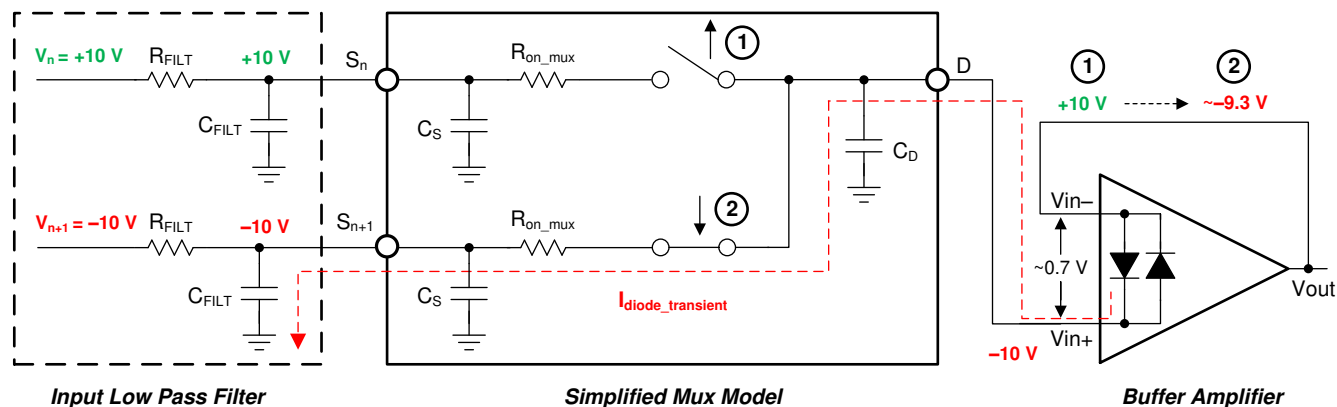 Vn = +10 V
RFILT
+10 V
Sn
Ron_mux
1
D
1
2
+10 V
~–9.3 V
CFILT
CS
CD
Vn+1 = –10 V
RFILT
–10 V
Sn+1
Ron_mux
2
Vin–
~0.7 V
CFILT
CS
Idiode_transient
Vout
Vin+
–10 V
Input Low Pass Filter
Simplified Mux Model
Buffer Amplifier